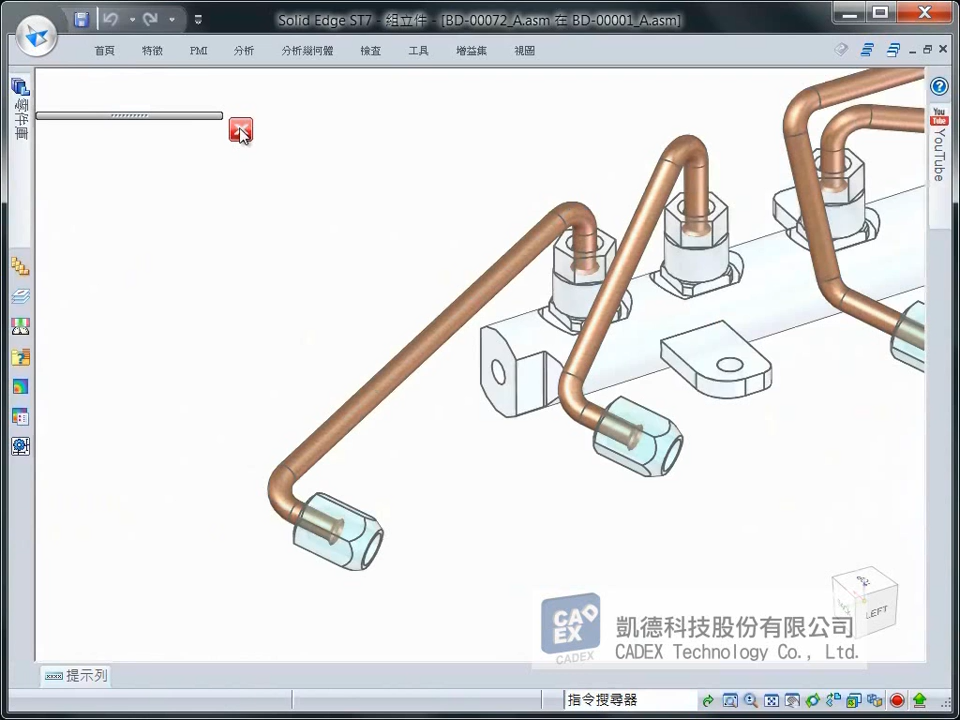 Solid Edge ST7 - 組立件 - [BD-00072_A.asm 在 BD-00001_A.asm]
首頁 特徵 PMI 分析 分析幾何體 檢查 工具 增益集 視圖
零件庫
You
Tube
YouTube
LEFT
CADEX
CADEX
凱德科技股份有限公司
CADEX Technology Co., Ltd.
提示列
指令搜尋器